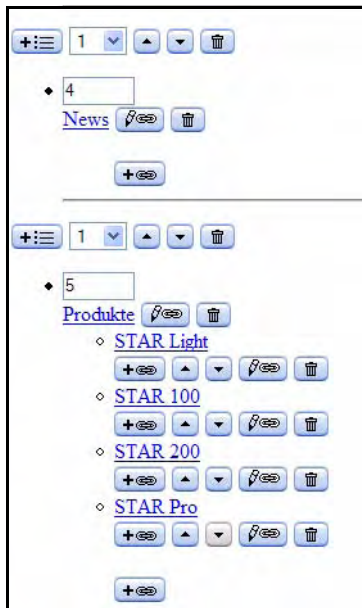 1
4
News
1
5
Produkte
STAR Light
STAR 100
STAR 200
STAR Pro